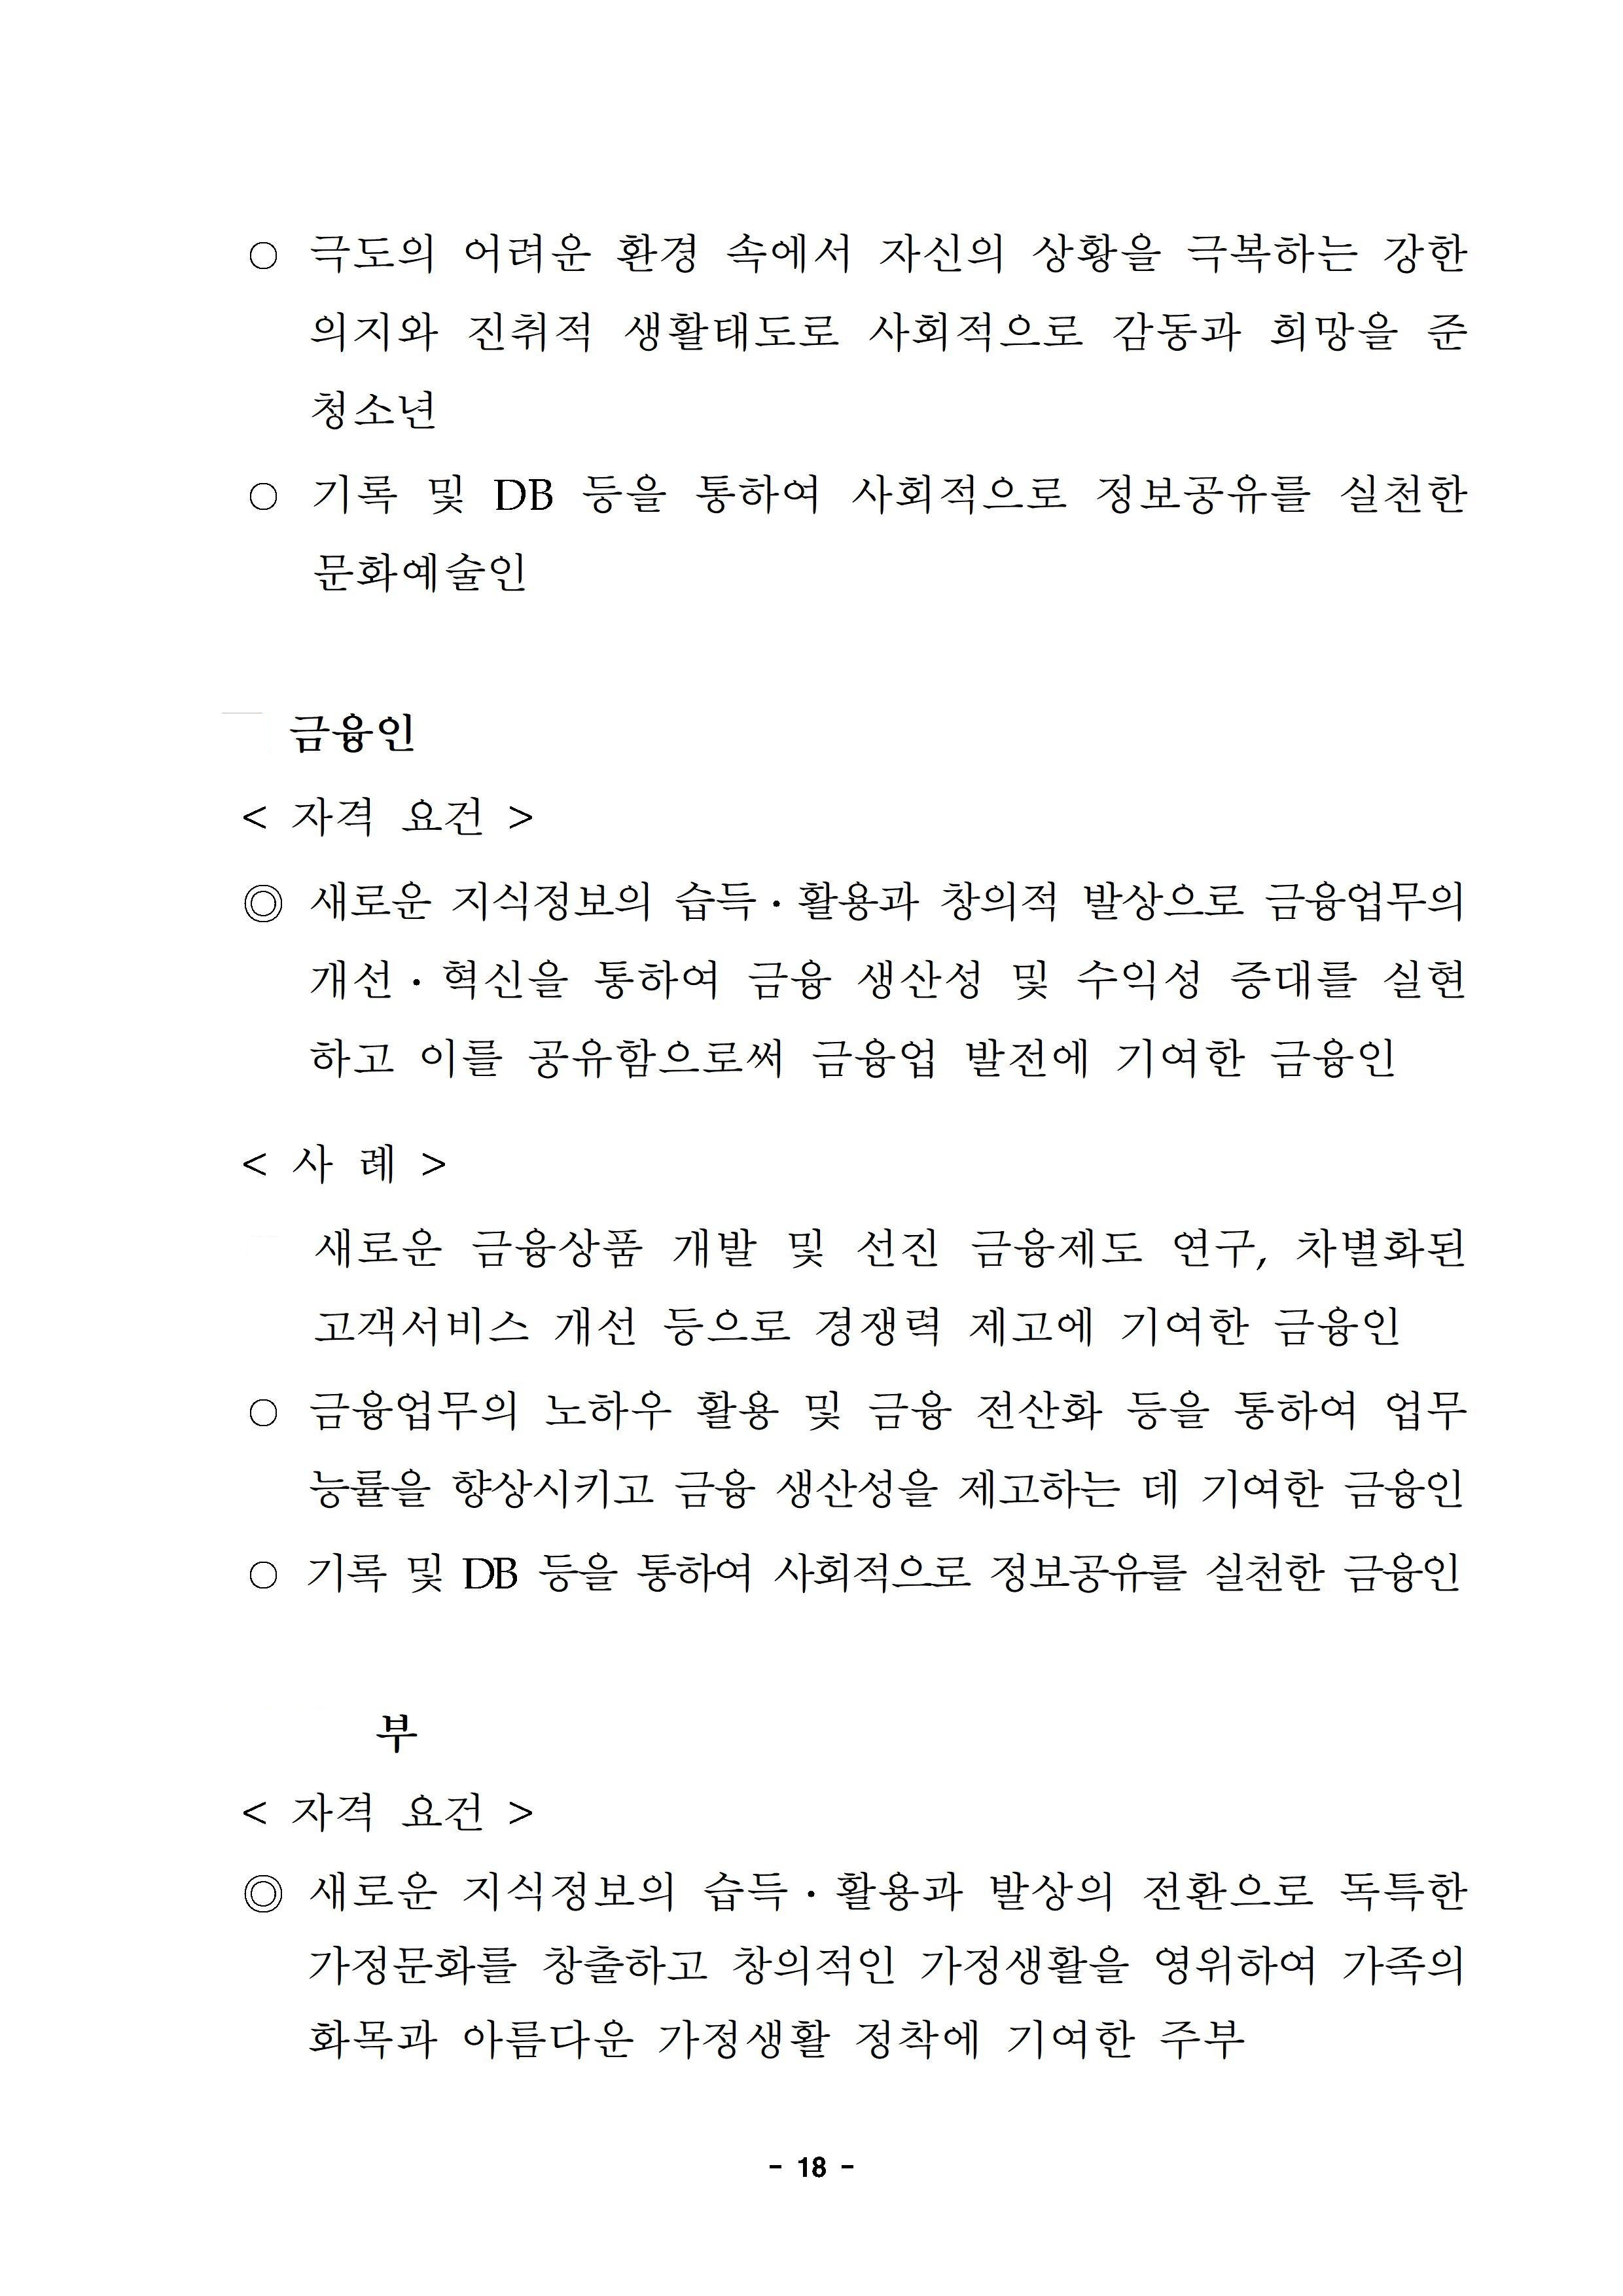 ○ 극도의 어려운 환경 속에서 자신의 상황을 극복하는 강한
의지와 진취적 생활태도로 사회적으로 감동과 희망을 준
청소년
○ 기록 및 DB 등을 통하여 사회적으로 정보공유를 실천한
문화예술인
금융인
< 자격 요건 >
◎ 새로운 지식정보의 습득·활용과 창의적 발상으로 금융업무의
개선·혁신을 통하여 금융 생산성 및 수익성 증대를 실현
하고 이를 공유함으로써 금융업 발전에 기여한 금융인
< 사 례 >
새로운 금융상품 개발 및 선진 금융제도 연구, 차별화된
고객서비스 개선 등으로 경쟁력 제고에 기여한 금융인
○ 금융업무의 노하우 활용 및 금융 전산화 등을 통하여 업무
능률을 향상시키고 금융 생산성을 제고하는 데 기여한 금융인
○ 기록 및 DB 등을 통하여 사회적으로 정보공유를 실천한 금융인
부
< 자격 요건 >
◎ 새로운 지식정보의 습득·활용과 발상의 전환으로 독특한
가정문화를 창출하고 창의적인 가정생활을 영위하여 가족의
화목과 아름다운 가정생활 정착에 기여한 주부
- 18 -